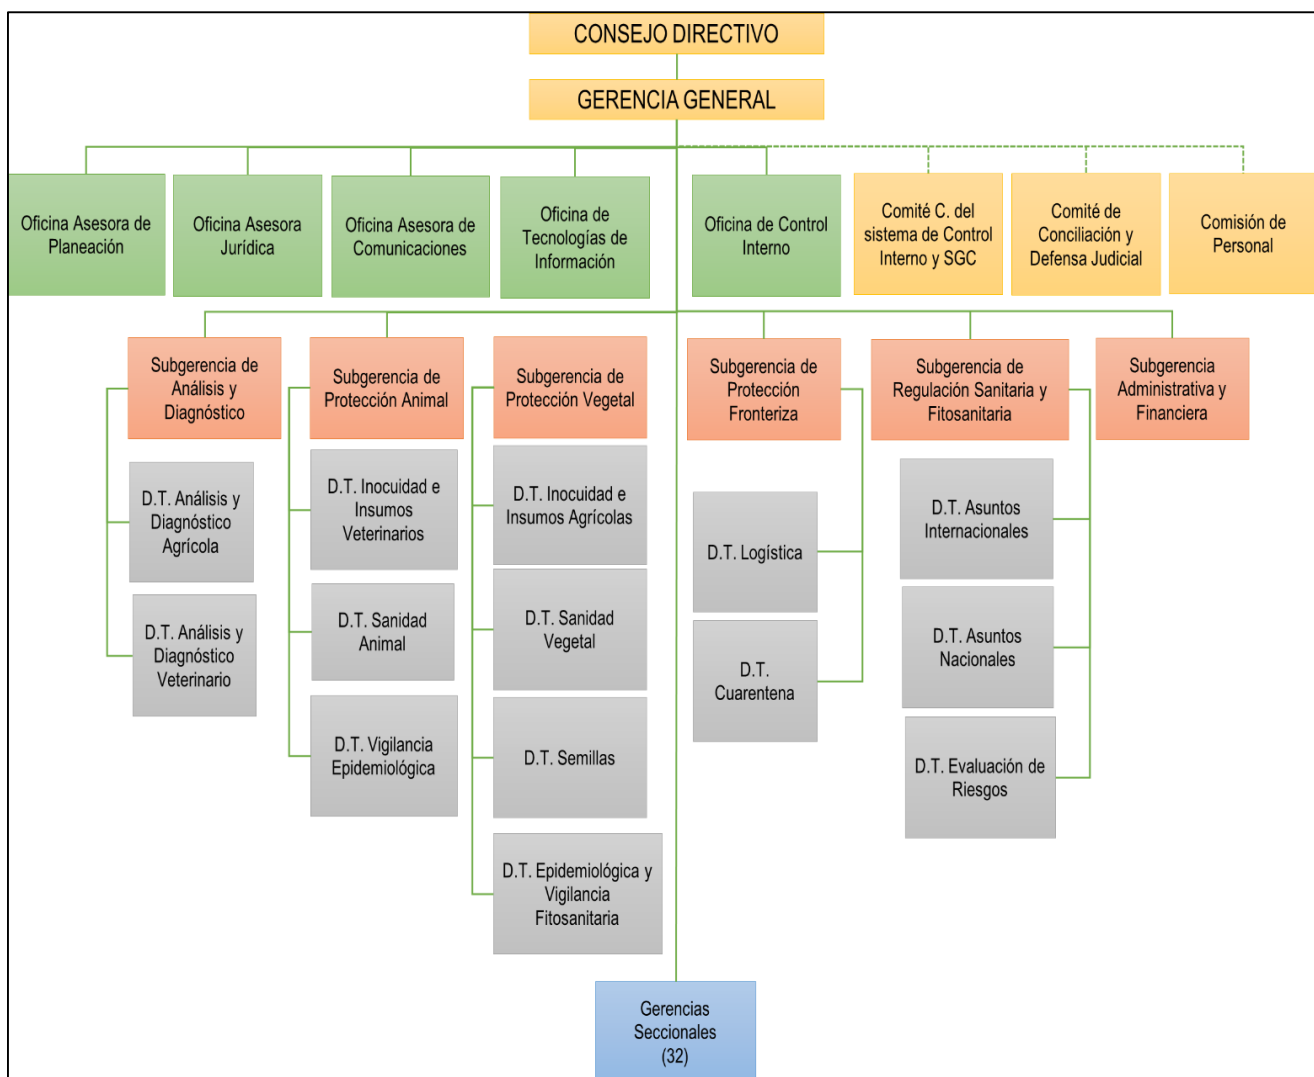 CONSEJO DIRECTIVO
GERENCIA GENERAL
Oficina Asesora de
Planeación
Oficina Asesora
Jurídica
Oficina Asesora de
Comunicaciones
Oficina de
Tecnologías de
Información
Oficina de Control
Interno
Comité C. del
sistema de Control
Interno y SGC
Comité de
Conciliación y
Defensa Judicial
Comisión de
Personal
Subgerencia de
Análisis y
Diagnóstico
Subgerencia de
Protección Animal
Subgerencia de
Protección Vegetal
Subgerencia de
Protección
Fronteriza
Subgerencia de
Regulación Sanitaria y
Fitosanitaria
Subgerencia
Administrativa y
Financiera
D.T. Análisis y
Diagnóstico
Agrícola
D.T. Análisis y
Diagnóstico
Veterinario
D.T. Inocuidad e
Insumos
Veterinarios
D.T. Sanidad
Animal
D.T. Vigilancia
Epidemiológica
D.T. Inocuidad e
Insumos Agrícolas
D.T. Sanidad
Vegetal
D.T. Semillas
D.T. Epidemiológica y
Vigilancia
Fitosanitaria
D.T. Logística
D.T.
Cuarentena
D.T. Asuntos
Internacionales
D.T. Asuntos
Nacionales
D.T. Evaluación de
Riesgos
Gerencias
Seccionales
(32)